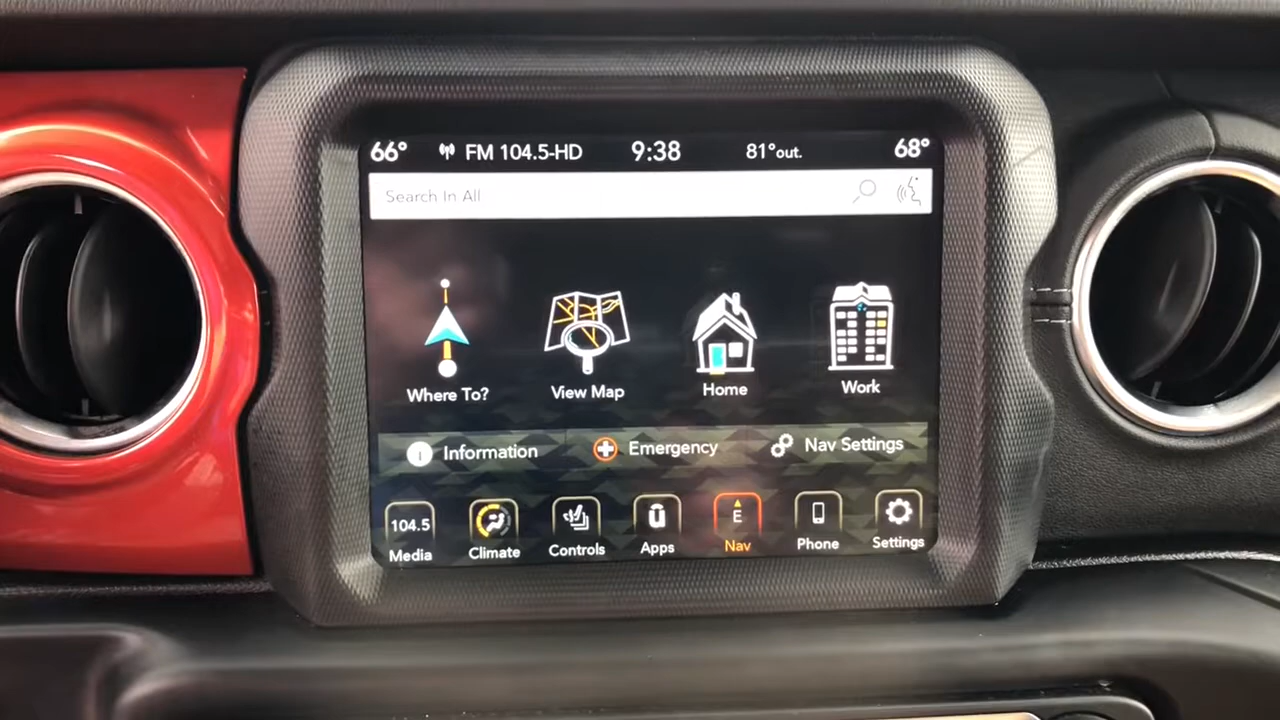 66° FM 104.5-HD 9:38 81°out. 68°
Search In All
Where To? View Map Home Work
Information Emergency Nav Settings
104.5 E
Media Climate Controls Apps Nav Phone Settings